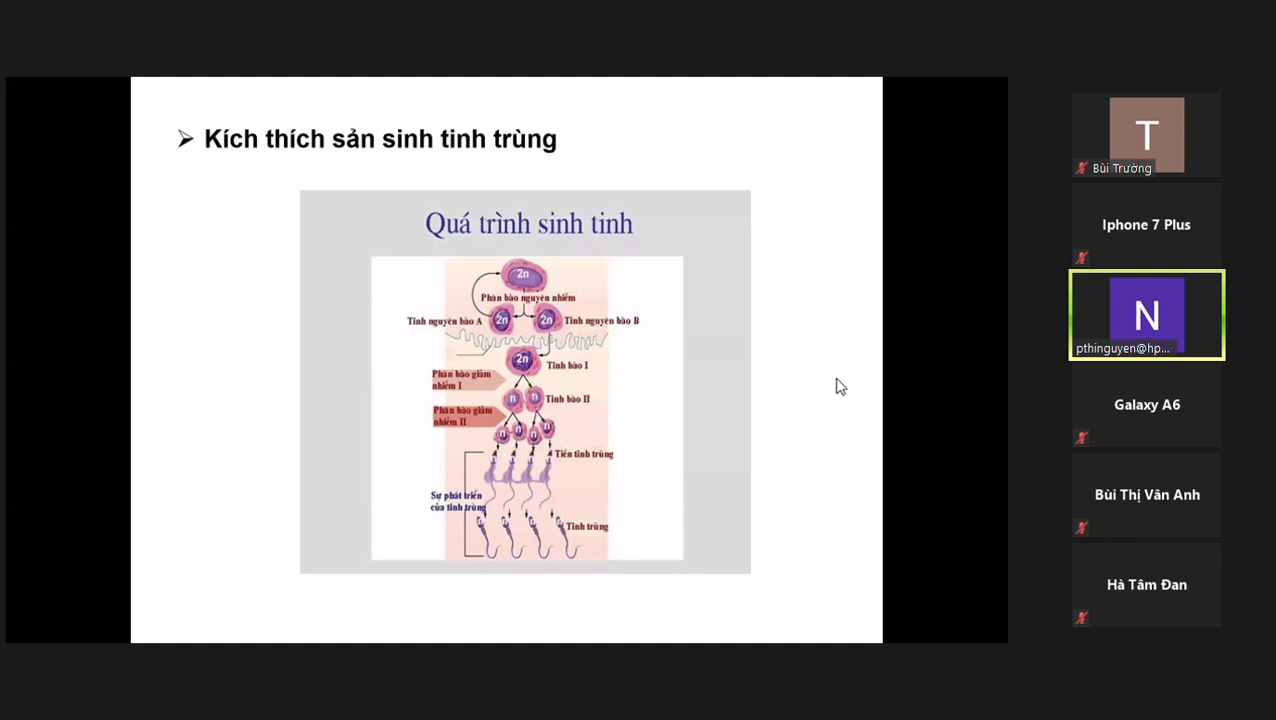 ➢ Kích thích sản sinh tinh trùng
Quá trình sinh tinh
2n
Phân bào nguyên nhiễm
Tinh nguyên bào A
2n
2n
Tinh nguyên bào B
2n
Tinh bào I
Phân bào giảm
nhiễm I
n
n
Tinh bào II
Phân bào giảm
nhiễm II
n
n
n
n
Tiền tinh trùng
Sự phát triển
của tinh trùng
Tinh trùng
T
Bùi Trường
Iphone 7 Plus
N
pthinguyen@hp...
Galaxy A6
Bùi Thị Vân Anh
Hà Tâm Đan